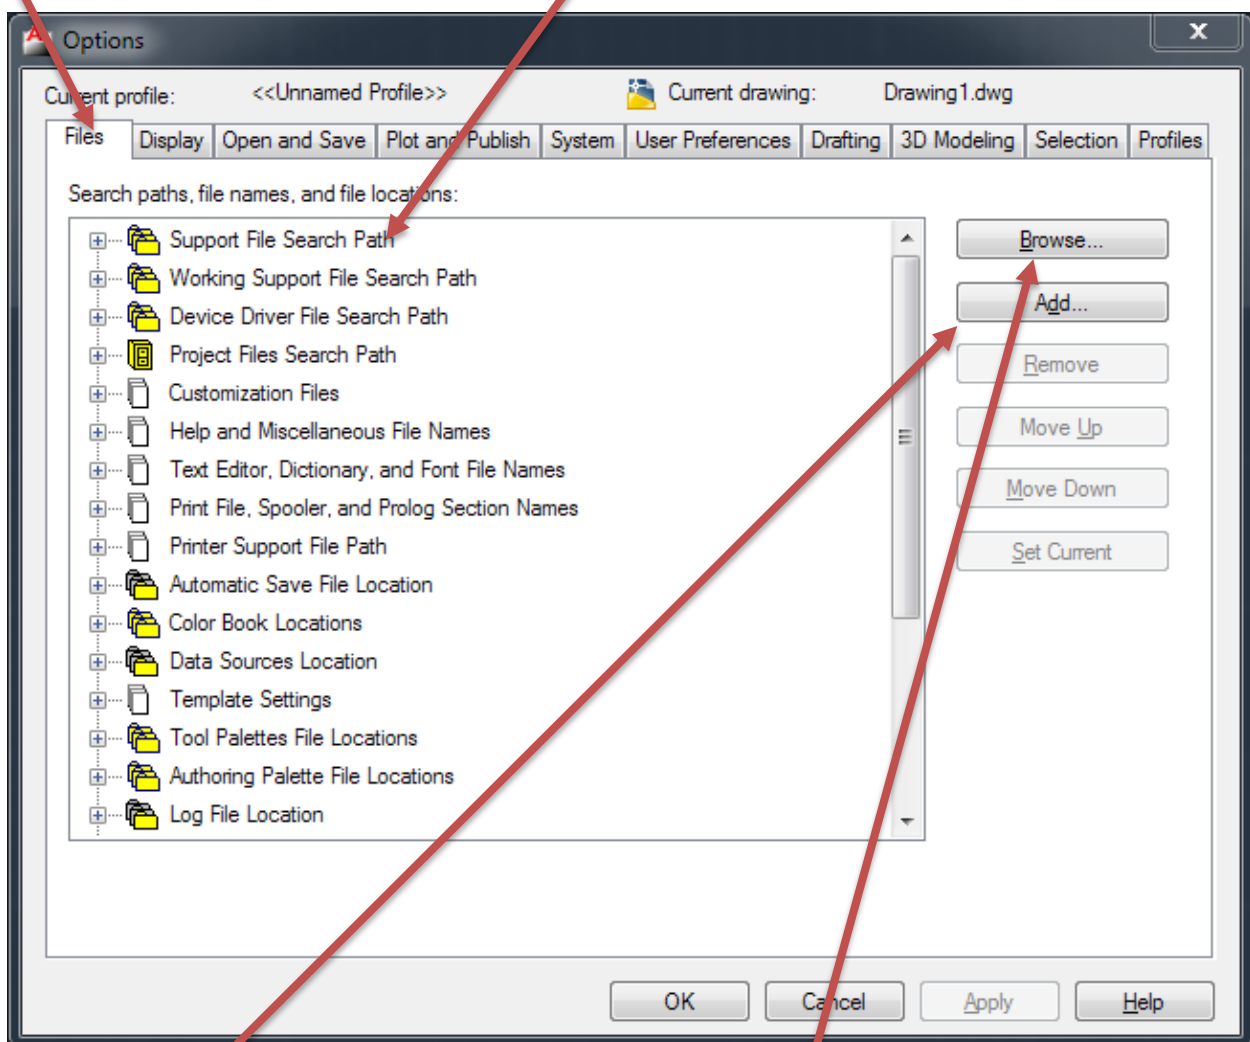 Options
Current profile: <<Unnamed Profile>> Current drawing: Drawing1.dwg
Files Display Open and Save Plot and Publish System User Preferences Drafting 3D Modeling Selection Profiles
Search paths, file names, and file locations:
Support File Search Path
Working Support File Search Path
Device Driver File Search Path
Project Files Search Path
Customization Files
Help and Miscellaneous File Names
Text Editor, Dictionary, and Font File Names
Print File, Spooler, and Prolog Section Names
Printer Support File Path
Automatic Save File Location
Color Book Locations
Data Sources Location
Template Settings
Tool Palettes File Locations
Authoring Palette File Locations
Log File Location
Browse...
Add...
Remove
Move Up
Move Down
Set Current
OK Cancel Apply Help